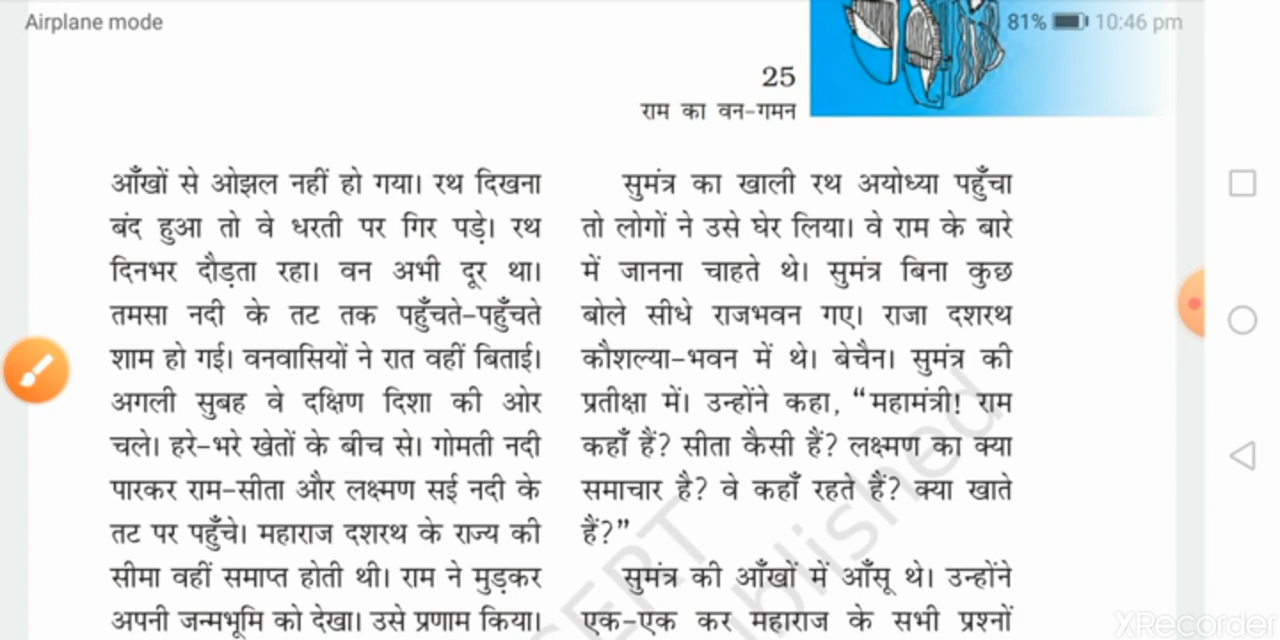 Airplane mode
81%
10:46 pm
25
राम का वन-गमन
आँखों से ओझल नहीं हो गया। रथ दिखना
बंद हुआ तो वे धरती पर गिर पड़े। रथ
दिनभर दौड़ता रहा। वन अभी दूर था।
तमसा नदी के तट तक पहुँचते-पहुँचते
शाम हो गई। वनवासियों ने रात वहीं बिताई।
अगली सुबह वे दक्षिण दिशा की ओर
चले। हरे-भरे खेतों के बीच से। गोमती नदी
पारकर राम-सीता और लक्ष्मण सई नदी के
तट पर पहुँचे। महाराज दशरथ के राज्य की
सीमा वहीं समाप्त होती थी। राम ने मुड़कर
अपनी जन्मभूमि को देखा। उसे प्रणाम किया।
सुमंत्र का खाली रथ अयोध्या पहुँचा
तो लोगों ने उसे घेर लिया। वे राम के बारे
में जानना चाहते थे। सुमंत्र बिना कुछ
बोले सीधे राजभवन गए। राजा दशरथ
कौशल्या-भवन में थे। बेचैन। सुमंत्र की
प्रतीक्षा में। उन्होंने कहा, “महामंत्री! राम
कहाँ हैं? सीता कैसी हैं? लक्ष्मण का क्या
समाचार है? वे कहाँ रहते हैं? क्या खाते
हैं?”
सुमंत्र की आँखों में आँसू थे। उन्होंने
एक-एक कर महाराज के सभी प्रश्नों
XRecorder